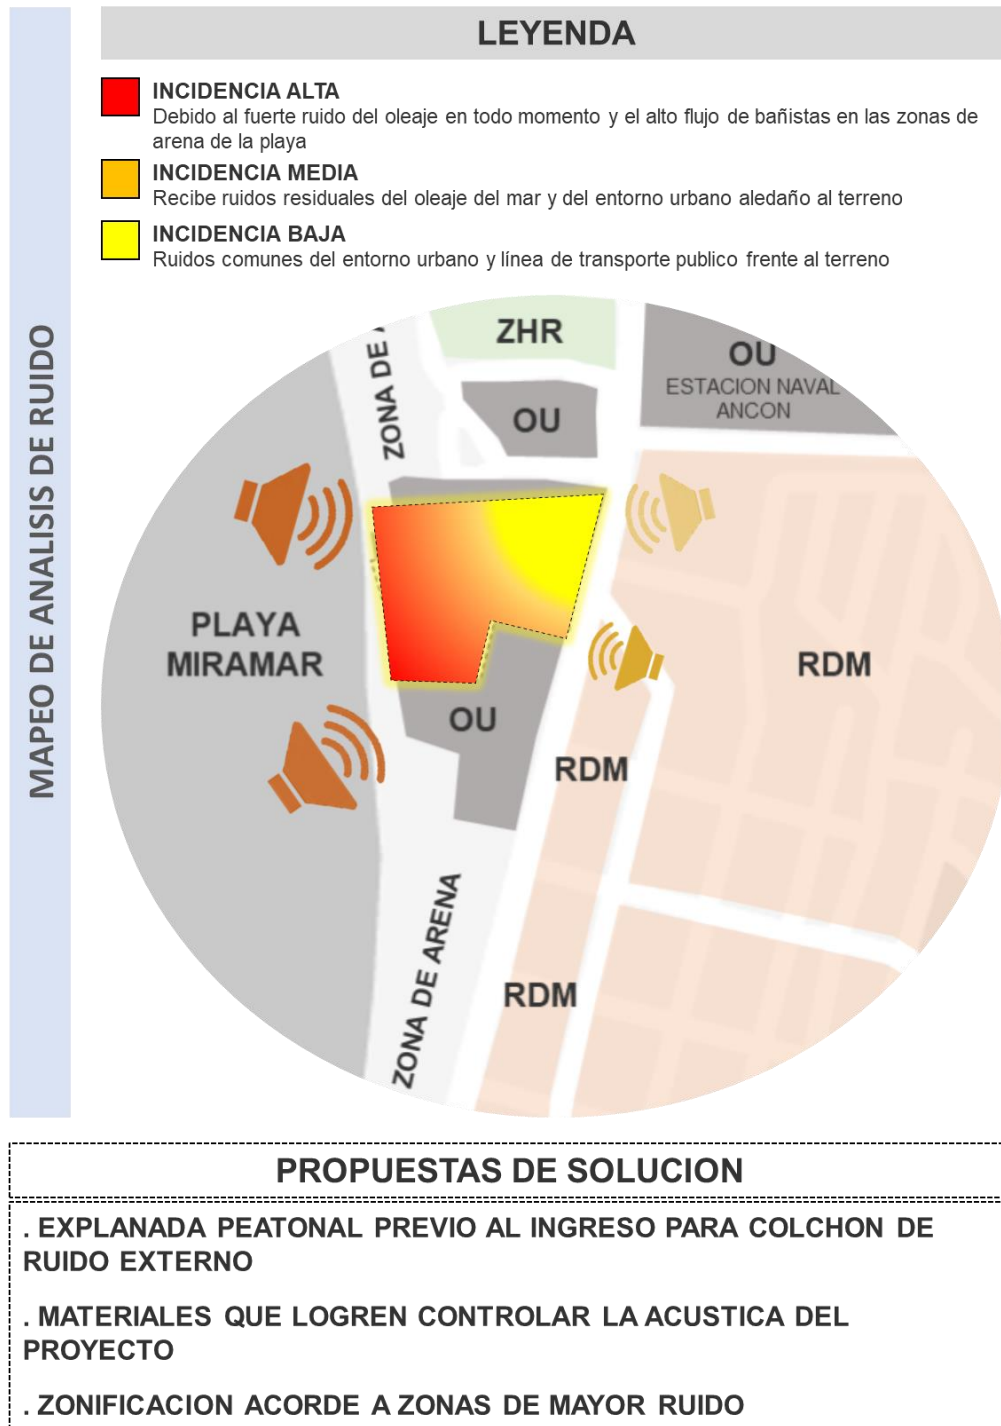 LEYENDA
INCIDENCIA ALTA
Debido al fuerte ruido del oleaje en todo momento y el alto flujo de bañistas en las zonas de
arena de la playa
INCIDENCIA MEDIA
Recibe ruidos residuales del oleaje del mar y del entorno urbano aledaño al terreno
INCIDENCIA BAJA
Ruidos comunes del entorno urbano y línea de transporte publico frente al terreno
MAPEO DE ANALISIS DE RUIDO
ZONA DE
ZHR
OU
ESTACION NAVAL
ANCON
OU
PLAYA
MIRAMAR
RDM
OU
RDM
ZONA DE ARENA
RDM
PROPUESTAS DE SOLUCION
. EXPLANADA PEATONAL PREVIO AL INGRESO PARA COLCHON DE
RUIDO EXTERNO
. MATERIALES QUE LOGREN CONTROLAR LA ACUSTICA DEL
PROYECTO
. ZONIFICACION ACORDE A ZONAS DE MAYOR RUIDO